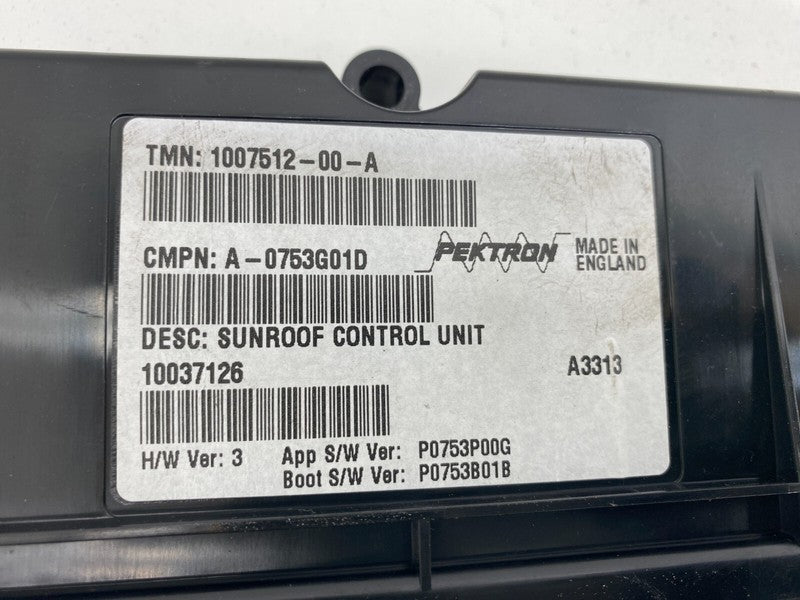 TMN: 1007512-00-A
CMPN: A-0753G01D
PEKTRON MADE IN ENGLAND
DESC: SUNROOF CONTROL UNIT
10037126 A3313
H/W Ver: 3 App S/W Ver: P0753P00G
Boot S/W Ver: P0753B01B